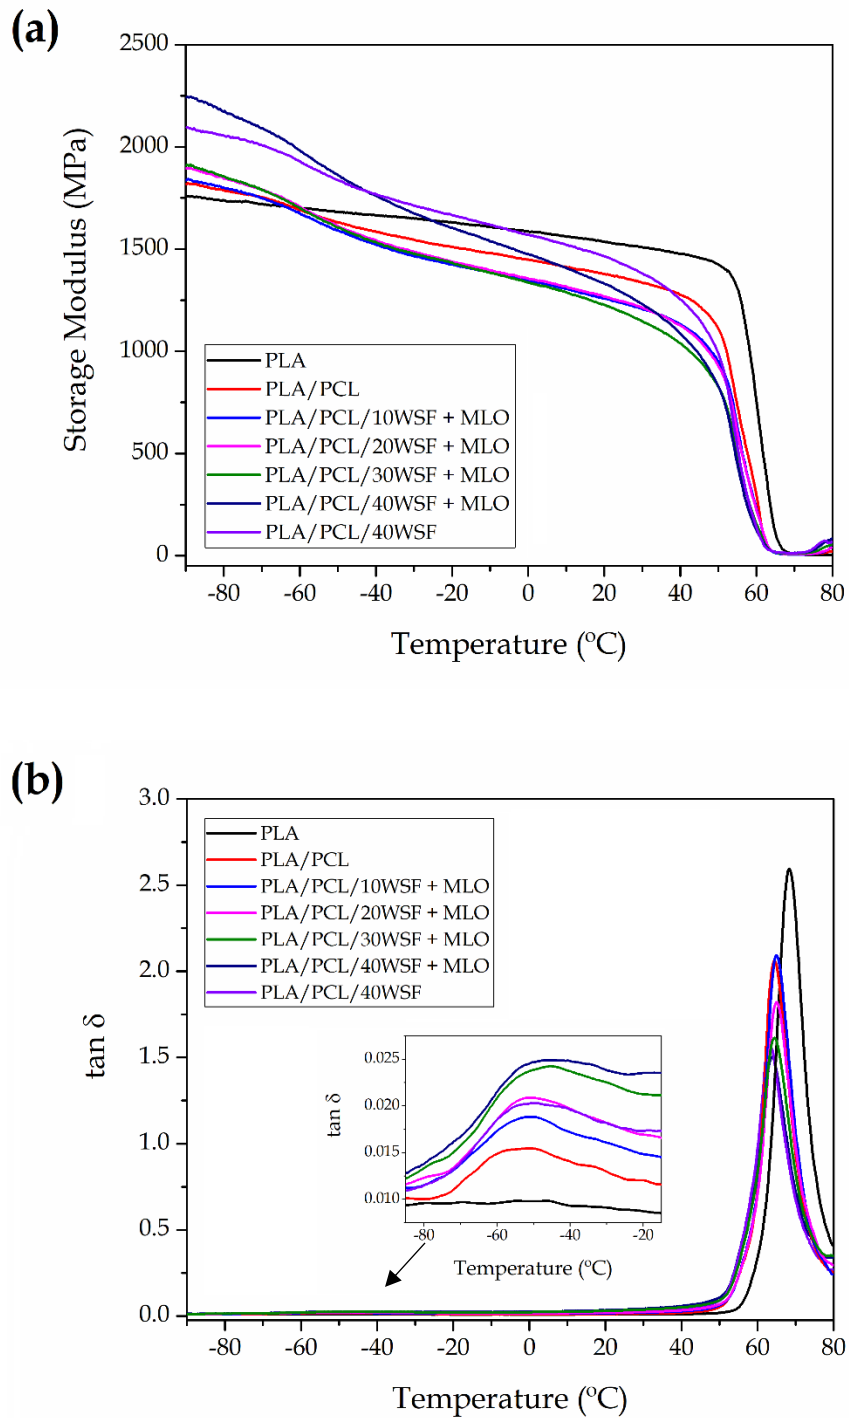 (a)
2500
2000
1500
1000
500
0
Storage Modulus (MPa)
PLA
PLA/PCL
PLA/PCL/10WSF + MLO
PLA/PCL/20WSF + MLO
PLA/PCL/30WSF + MLO
PLA/PCL/40WSF + MLO
PLA/PCL/40WSF
-80 -60 -40 -20 0 20 40 60 80
Temperature (ºC)
(b)
3.0
2.5
2.0
1.5
1.0
0.5
0.0
tan δ
PLA
PLA/PCL
PLA/PCL/10WSF + MLO
PLA/PCL/20WSF + MLO
PLA/PCL/30WSF + MLO
PLA/PCL/40WSF + MLO
PLA/PCL/40WSF
0.025
0.020
0.015
0.010
tan δ
-80 -60 -40 -20
Temperature (ºC)
-80 -60 -40 -20 0 20 40 60 80
Temperature (ºC)